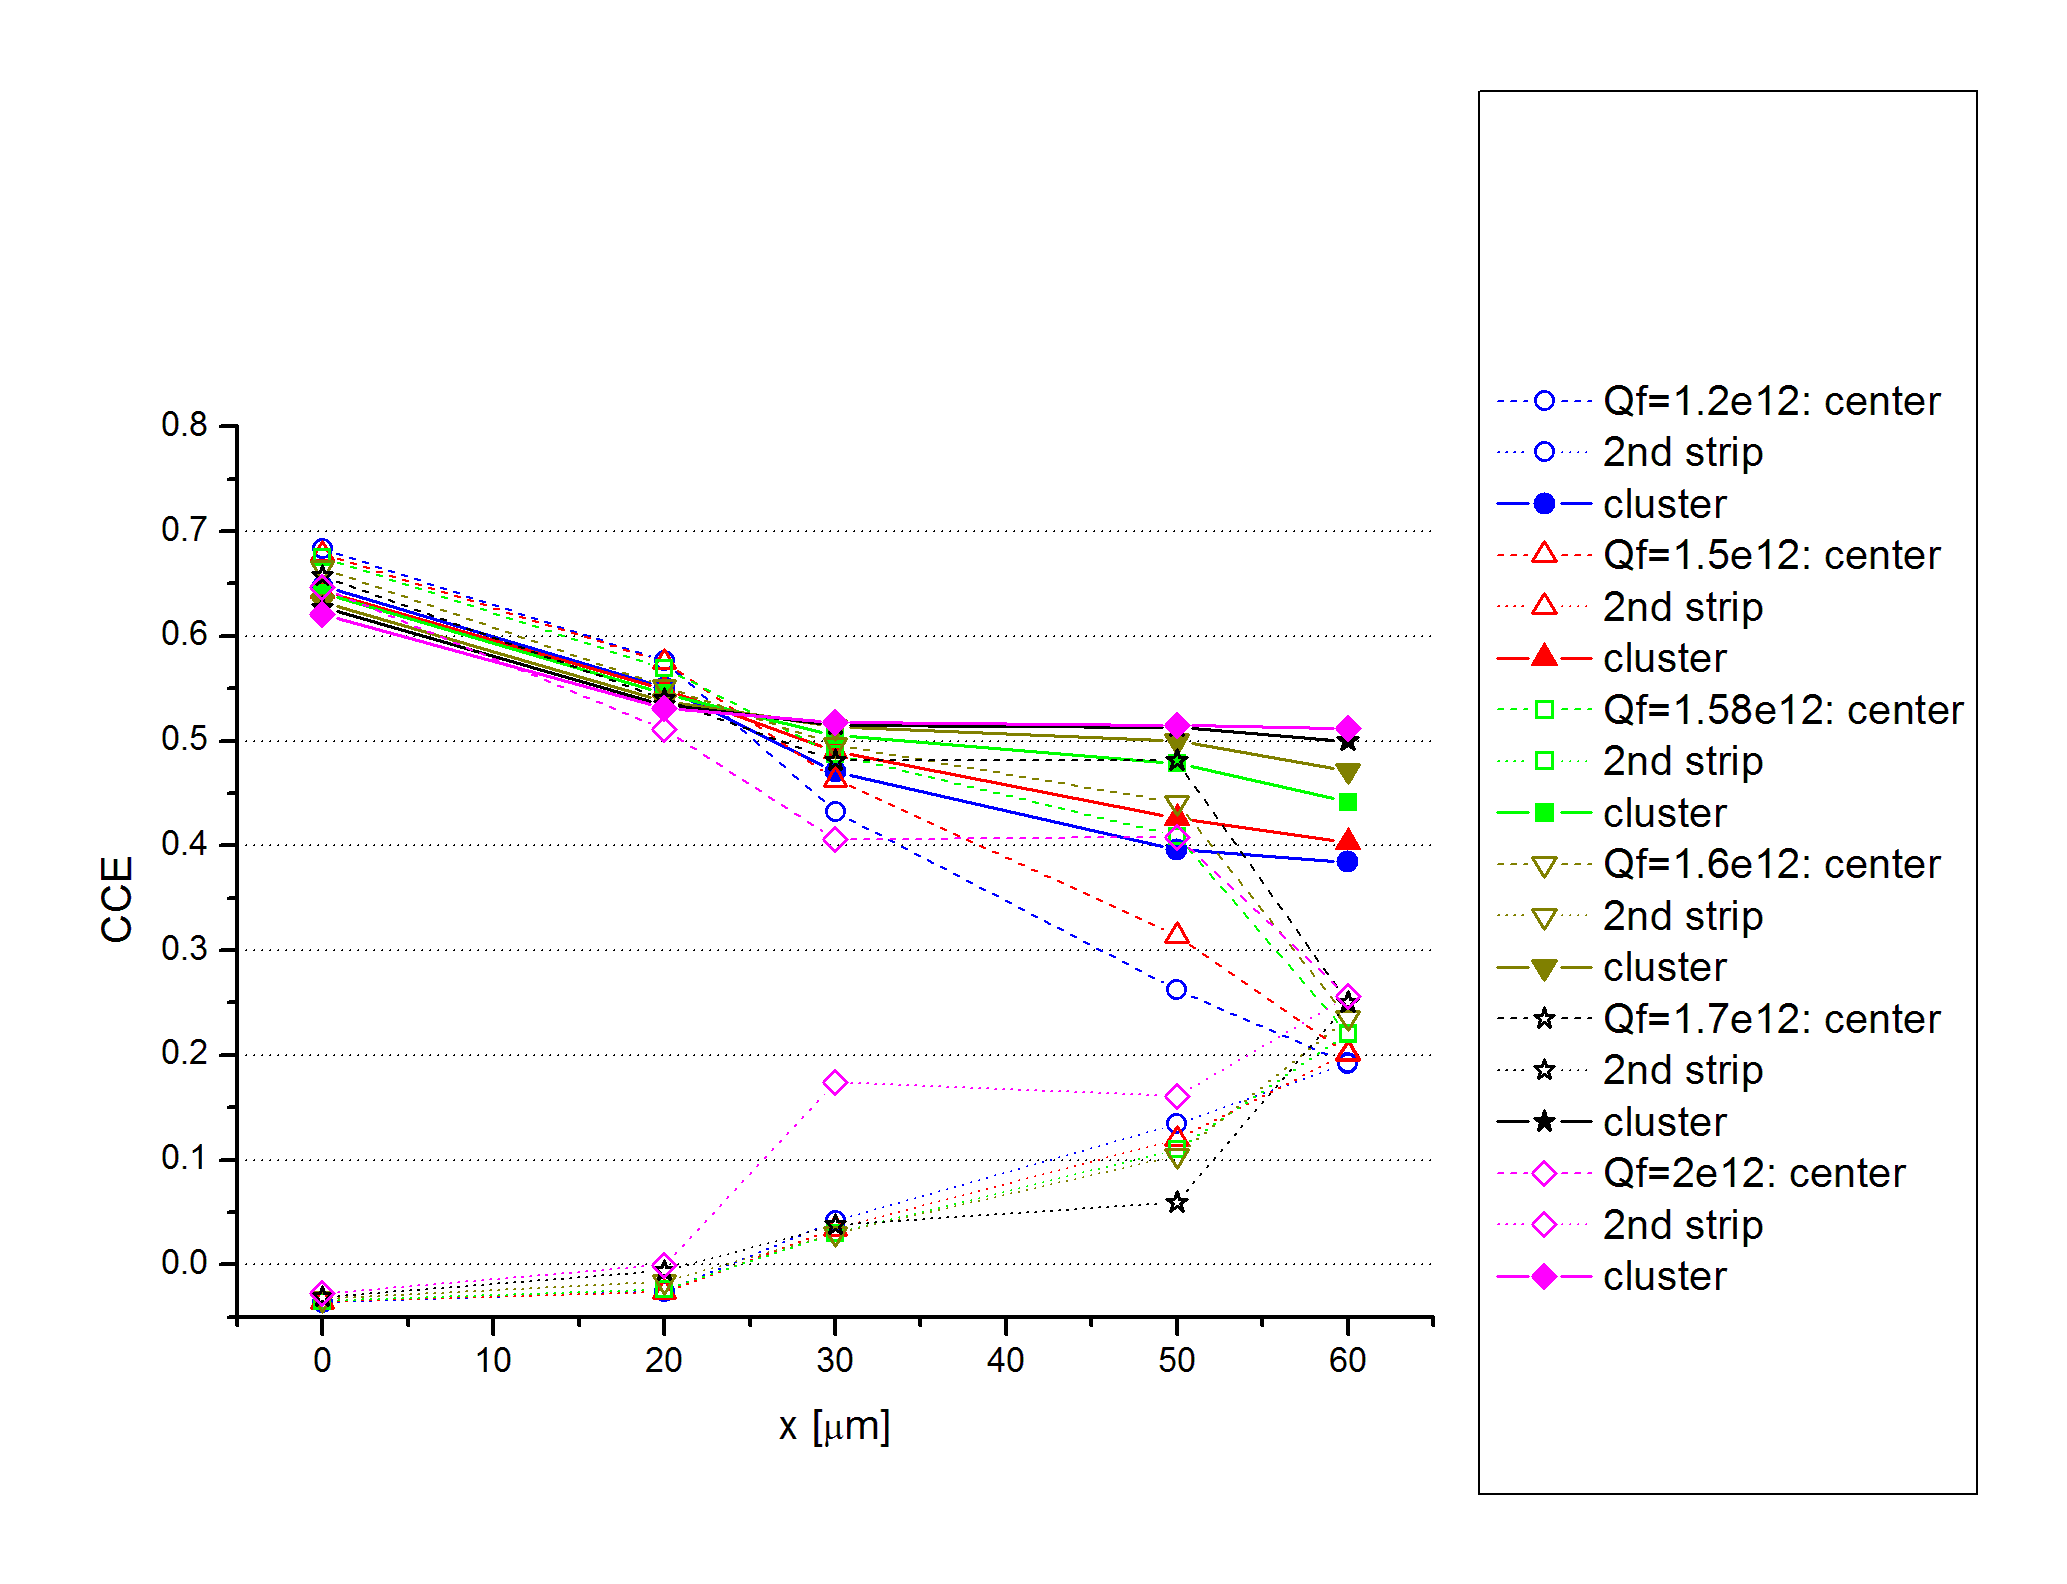 0.8
0.7
0.6
0.5
0.4
0.3
0.2
0.1
0.0
CCE
0 10 20 30 40 50 60
x [μm]
Qf=1.2e12: center
2nd strip
cluster
Qf=1.5e12: center
2nd strip
cluster
Qf=1.58e12: center
2nd strip
cluster
Qf=1.6e12: center
2nd strip
cluster
Qf=1.7e12: center
2nd strip
cluster
Qf=2e12: center
2nd strip
cluster